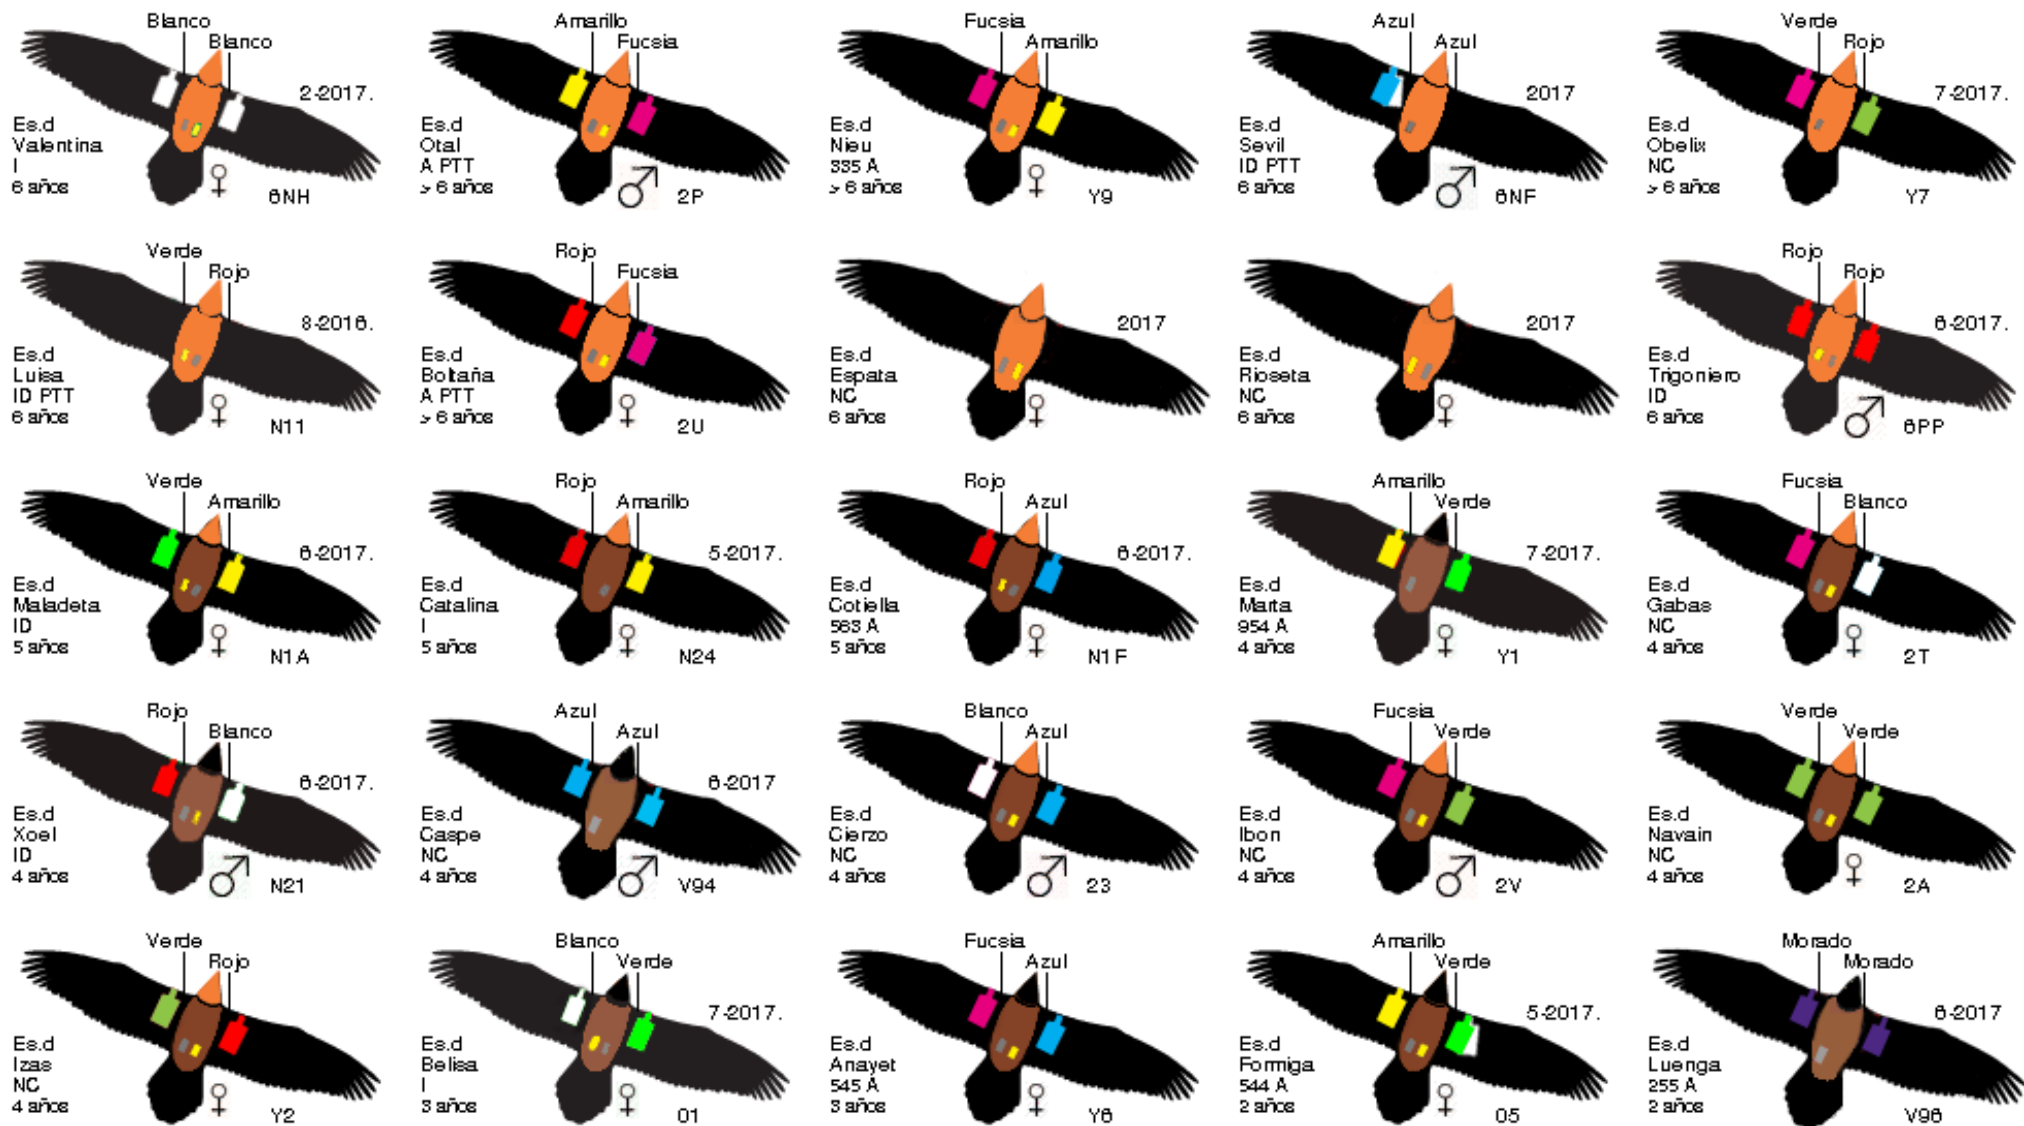 Blanco
Blanco
2-2017.
Es.d
Valentina
I
6 años
6NH
Amarillo
Fucsia
Es.d
Otal
A PTT
> 6 años
2P
Fucsia
Amarillo
Es.d
Nieu
335 A
> 6 años
Y9
Azul
Azul
2017
Es.d
Sevil
ID PTT
6 años
6NF
Verde
Rojo
7-2017.
Es.d
Obelix
NC
> 6 años
Y7
Verde
Rojo
8-2016.
Es.d
Luisa
ID PTT
6 años
N11
Rojo
Fucsia
Es.d
Boltaña
A PTT
> 6 años
2U
2017
Es.d
Espata
NC
6 años
2017
Es.d
Rioseta
NC
6 años
Rojo
Rojo
6-2017.
Es.d
Trigoniero
ID
6 años
6PP
Verde
Amarillo
6-2017.
Es.d
Maladeta
ID
5 años
N1A
Rojo
Amarillo
5-2017.
Es.d
Catalina
I
5 años
N24
Rojo
Azul
6-2017.
Es.d
Cotiella
563 A
5 años
N1F
Amarillo
Verde
7-2017.
Es.d
Marta
954 A
4 años
Y1
Fucsia
Blanco
Es.d
Gabas
NC
4 años
2T
Rojo
Blanco
6-2017.
Es.d
Xoel
ID
4 años
N21
Azul
Azul
6-2017
Es.d
Caspe
NC
4 años
V94
Blanco
Azul
Es.d
Cierzo
NC
4 años
23
Fucsia
Verde
Es.d
Ibon
NC
4 años
2V
Verde
Verde
Es.d
Navain
NC
4 años
2A
Verde
Rojo
Es.d
Izas
NC
4 años
Y2
Blanco
Verde
7-2017.
Es.d
Belisa
I
3 años
01
Fucsia
Azul
Es.d
Anayet
545 A
3 años
Y6
Amarillo
Verde
5-2017.
Es.d
Formiga
544 A
2 años
05
Morado
Morado
6-2017
Es.d
Luenga
255 A
2 años
V96